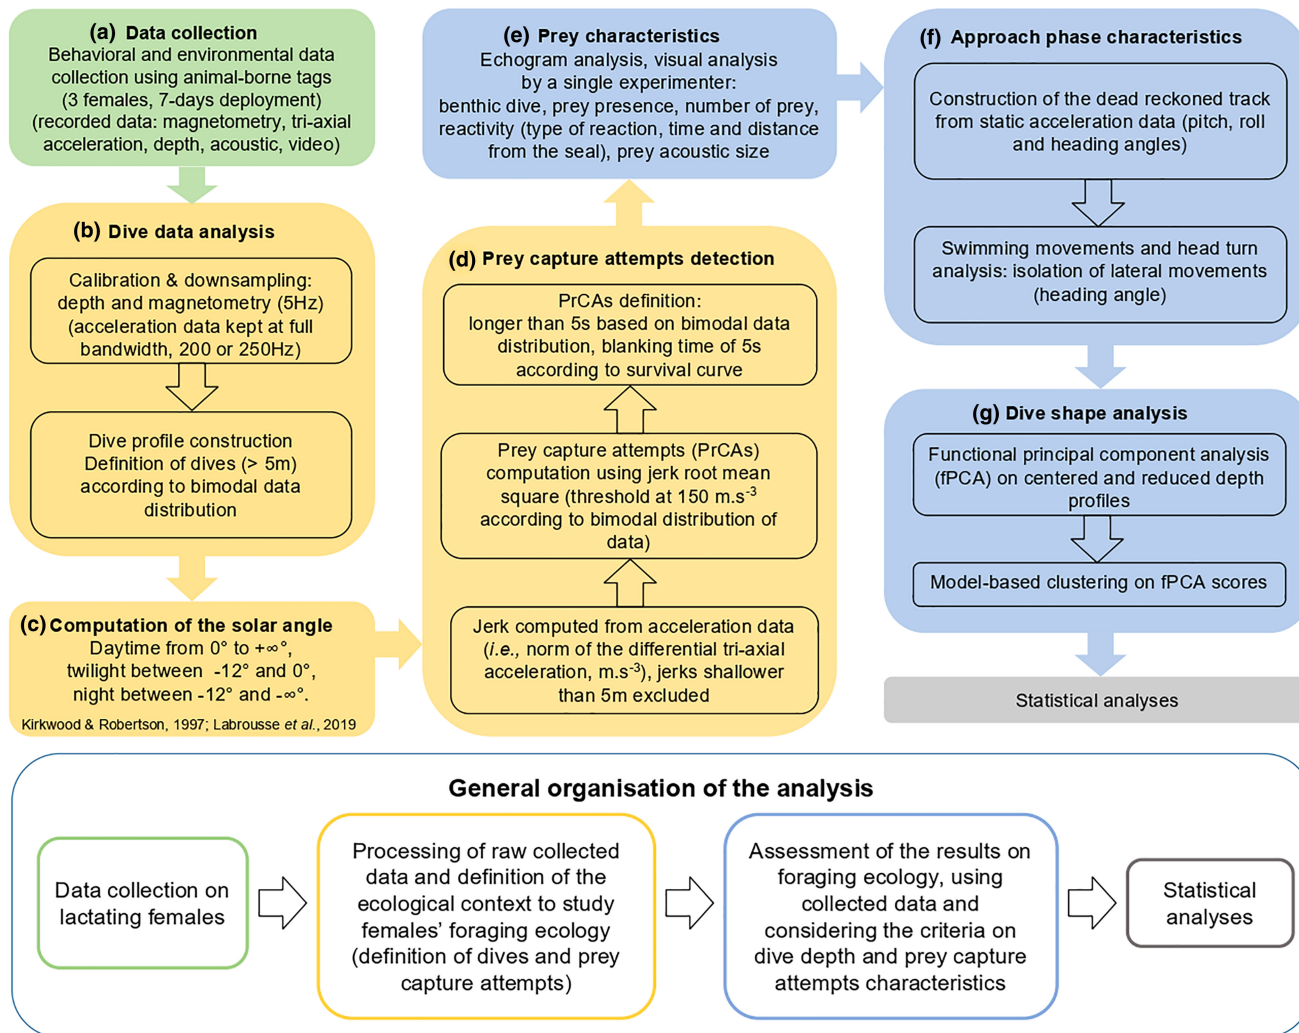 (a) Data collection
Behavioral and environmental data
collection using animal-borne tags
(3 females, 7-days deployment)
(recorded data: magnetometry, tri-axial
acceleration, depth, acoustic, video)
(b) Dive data analysis
Calibration & downsampling:
depth and magnetometry (5Hz)
(acceleration data kept at full
bandwidth, 200 or 250Hz)
Dive profile construction
Definition of dives (> 5m)
according to bimodal data
distribution
(c) Computation of the solar angle
Daytime from 0° to +∞°,
twilight between -12° and 0°,
night between -12° and -∞°.
Kirkwood & Robertson, 1997; Labrousse et al., 2019
(d) Prey capture attempts detection
PrCAs definition:
longer than 5s based on bimodal data
distribution, blanking time of 5s
according to survival curve
Prey capture attempts (PrCAs)
computation using jerk root mean
square (threshold at 150 m.s⁻³
according to bimodal distribution of
data)
Jerk computed from acceleration data
(i.e., norm of the differential tri-axial
acceleration, m.s⁻³), jerks shallower
than 5m excluded
(e) Prey characteristics
Echogram analysis, visual analysis
by a single experimenter:
benthic dive, prey presence, number of prey,
reactivity (type of reaction, time and distance
from the seal), prey acoustic size
(f) Approach phase characteristics
Construction of the dead reckoned track
from static acceleration data (pitch, roll
and heading angles)
Swimming movements and head turn
analysis: isolation of lateral movements
(heading angle)
(g) Dive shape analysis
Functional principal component analysis
(fPCA) on centered and reduced depth
profiles
Model-based clustering on fPCA scores
Statistical analyses
General organisation of the analysis
Data collection on
lactating females
Processing of raw collected
data and definition of the
ecological context to study
females' foraging ecology
(definition of dives and prey
capture attempts)
Assessment of the results on
foraging ecology, using
collected data and
considering the criteria on
dive depth and prey capture
attempts characteristics
Statistical
analyses